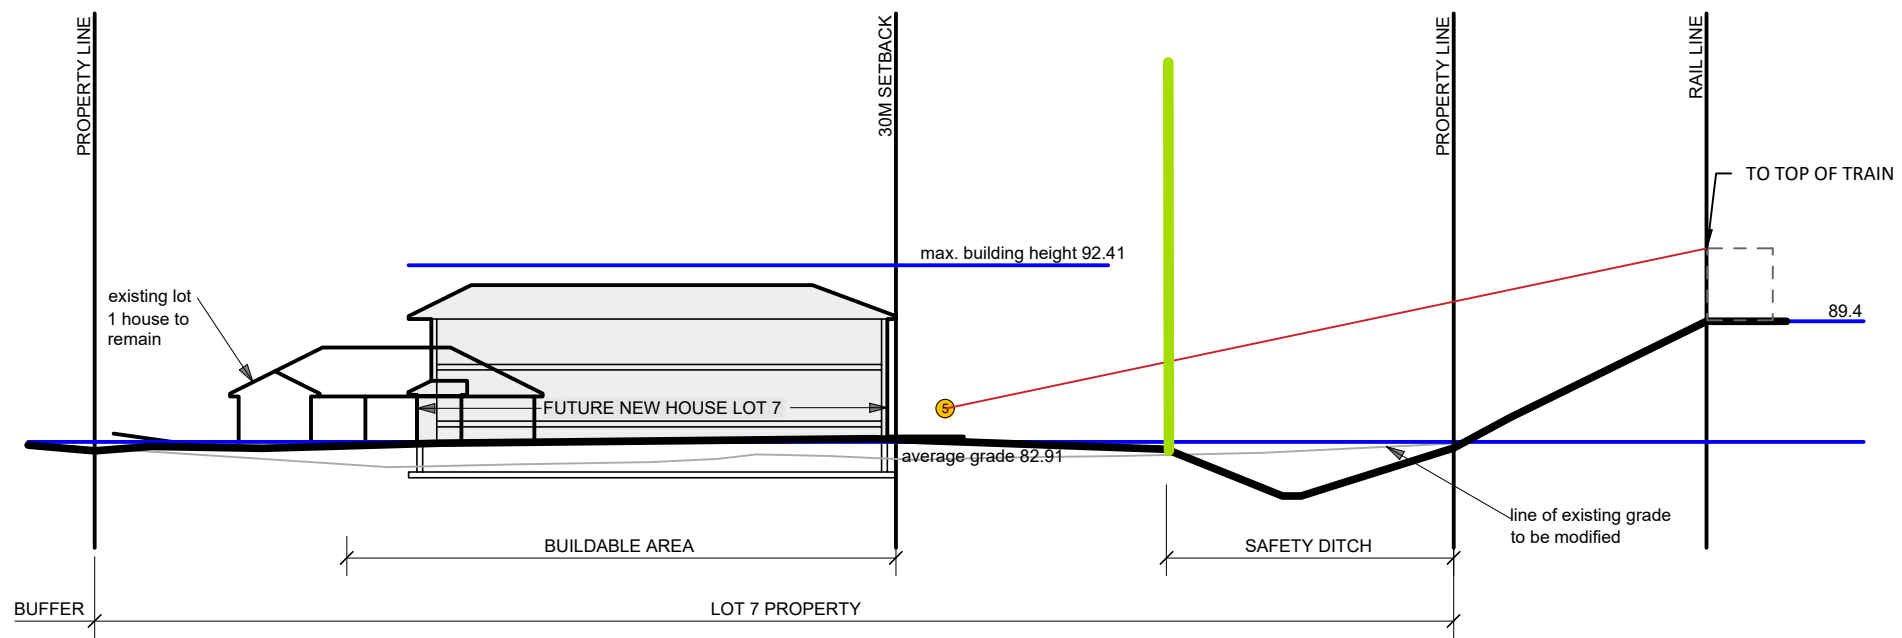 PROPERTY LINE
30M SETBACK
PROPERTY LINE
RAIL LINE
TO TOP OF TRAIN
max. building height 92.41
existing lot
1 house to
remain
89.4
FUTURE NEW HOUSE LOT 7
5
average grade 82.91
line of existing grade
to be modified
BUILDABLE AREA
SAFETY DITCH
BUFFER
LOT 7 PROPERTY